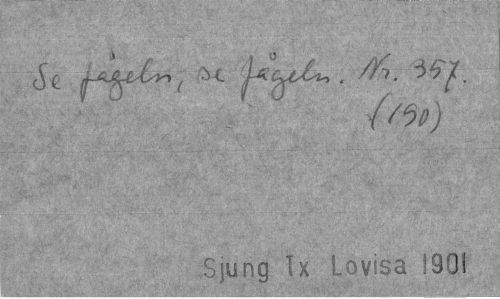 Se fågeln, se fågeln. Nr. 357.
(190)
Sjung Tx Lovisa 1901